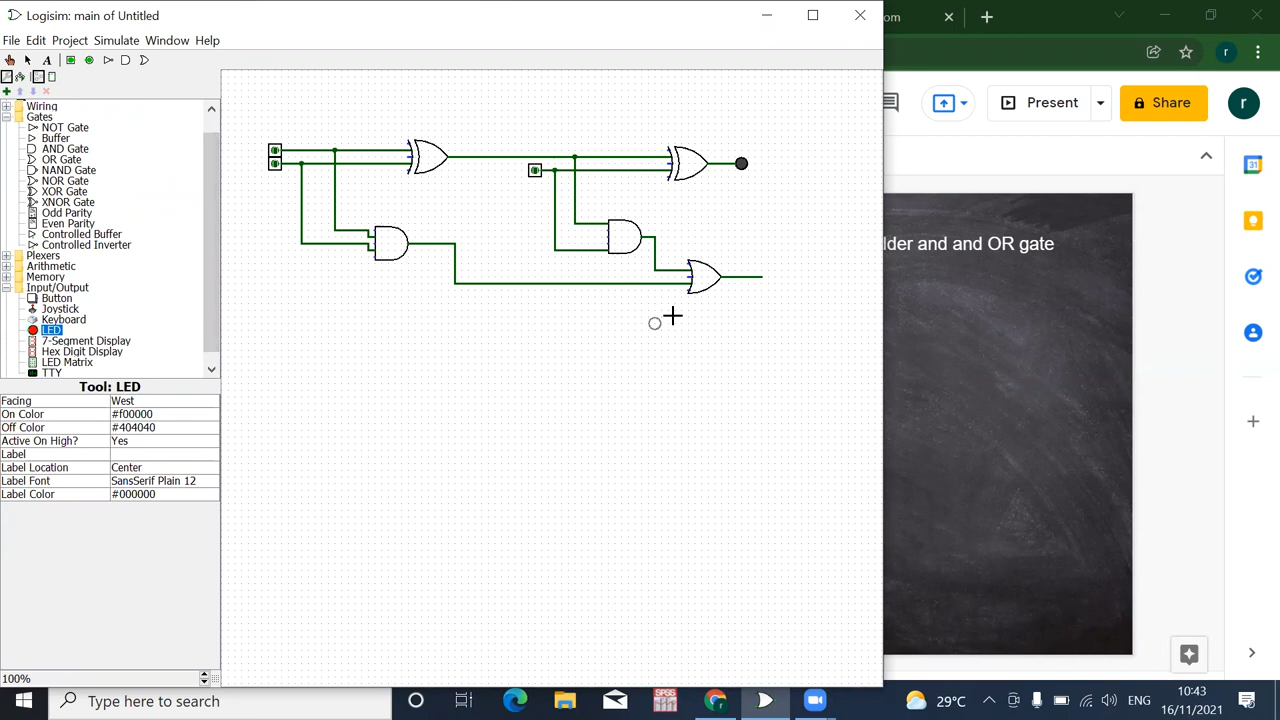 Logisim: main of Untitled
om
File Edit Project Simulate Window Help
A
r
Present
Share
r
Wiring
Gates
NOT Gate
Buffer
AND Gate
OR Gate
NAND Gate
NOR Gate
XOR Gate
XNOR Gate
Odd Parity
Even Parity
Controlled Buffer
Controlled Inverter
Plexers
Arithmetic
Memory
Input/Output
Button
Joystick
Keyboard
LED
7-Segment Display
Hex Digit Display
LED Matrix
TTY
lder and and OR gate
31
Tool: LED
Facing West
On Color #f00000
Off Color #404040
Active On High? Yes
Label
Label Location Center
Label Font SansSerif Plain 12
Label Color #000000
100%
Type here to search
SPSS
29°C
ENG
10:43
16/11/2021